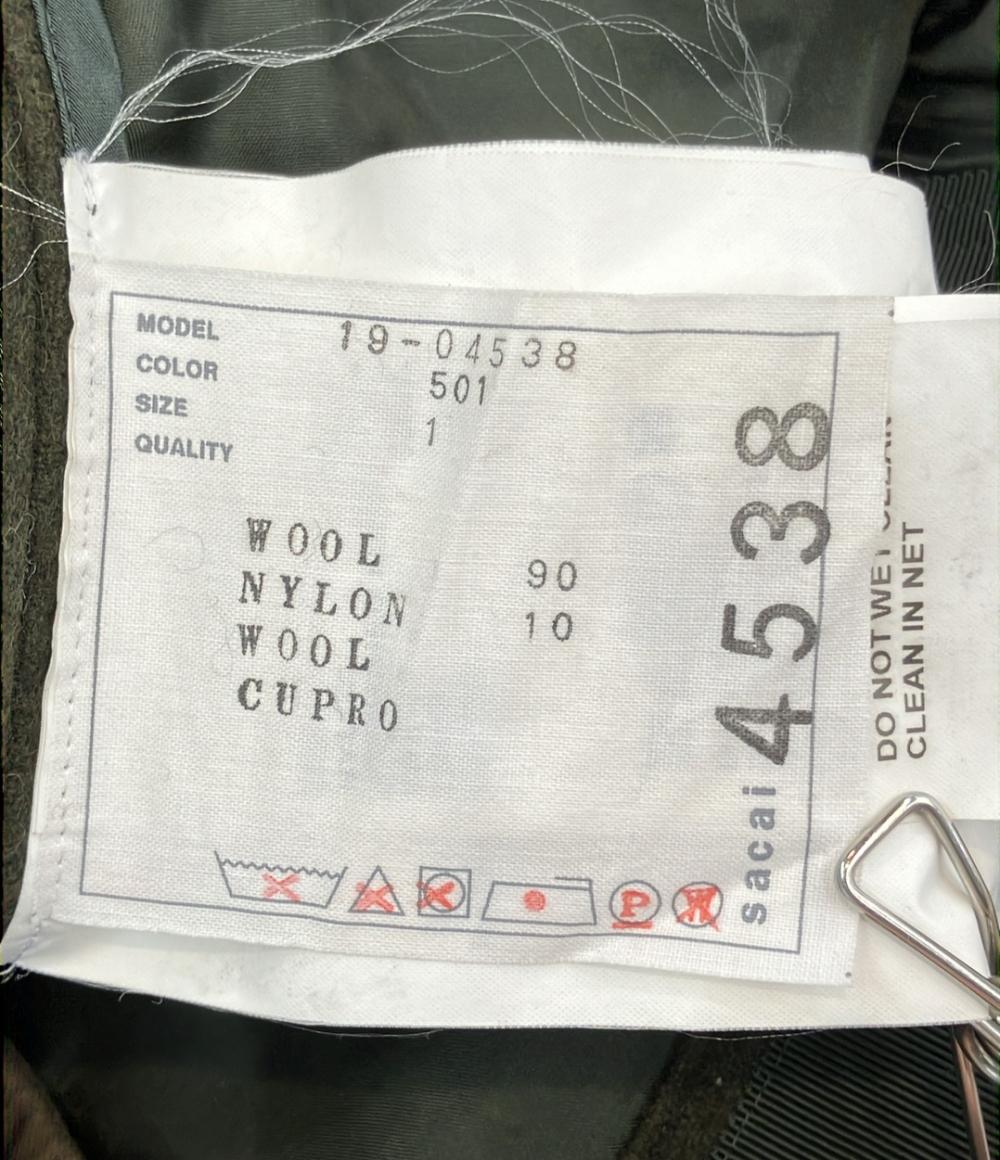 MODEL 19-04538
COLOR 501
SIZE 1
QUALITY
WOOL 90
NYLON 10
WOOL
CUPRO
P
W
sacai 4538
DO NOT WET CLEAN
CLEAN IN NET